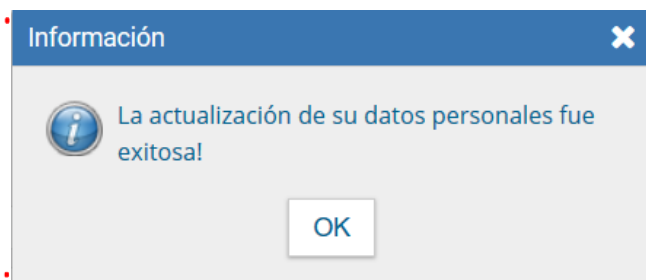 Información
La actualización de su datos personales fue
exitosa!
OK